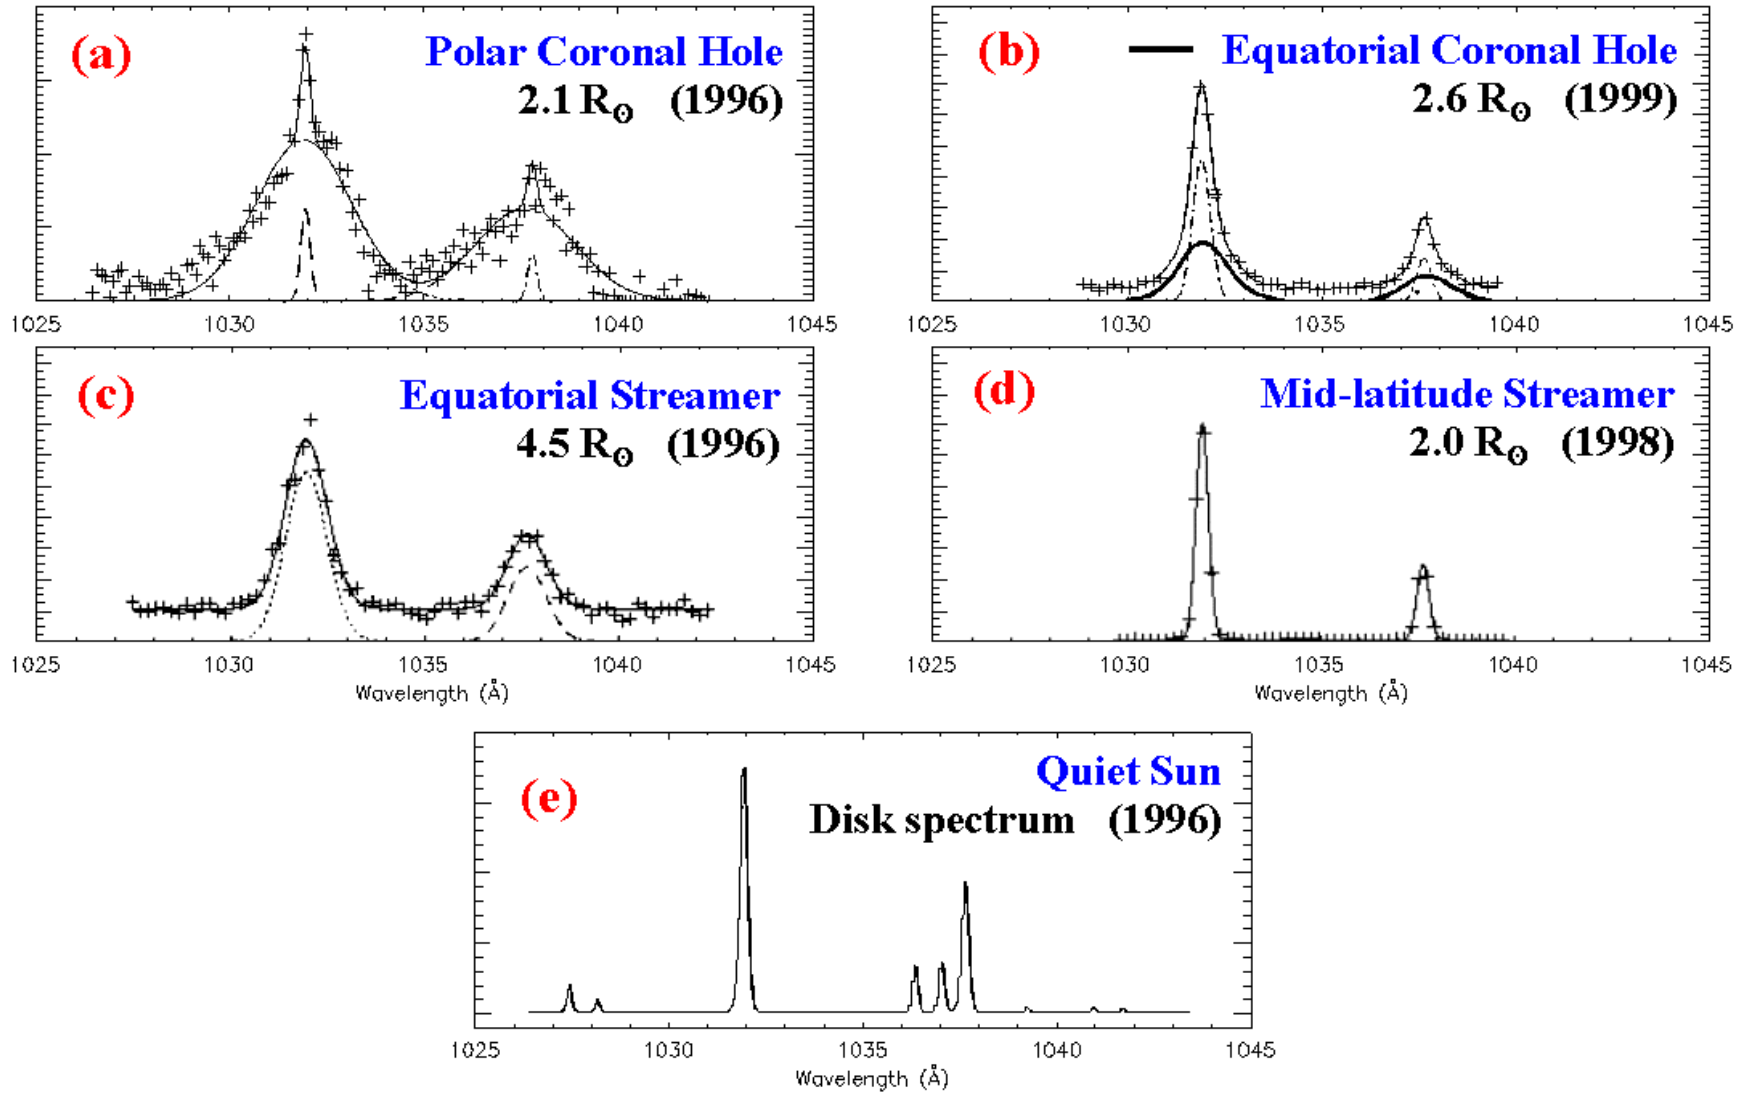 (a) Polar Coronal Hole
2.1 R⊙ (1996)
1025 1030 1035 1040 1045
(b) Equatorial Coronal Hole
2.6 R⊙ (1999)
1025 1030 1035 1040 1045
(c) Equatorial Streamer
4.5 R⊙ (1996)
1025 1030 1035 1040 1045
Wavelength (Å)
(d) Mid-latitude Streamer
2.0 R⊙ (1998)
1025 1030 1035 1040 1045
Wavelength (Å)
(e) Quiet Sun
Disk spectrum (1996)
1025 1030 1035 1040 1045
Wavelength (Å)